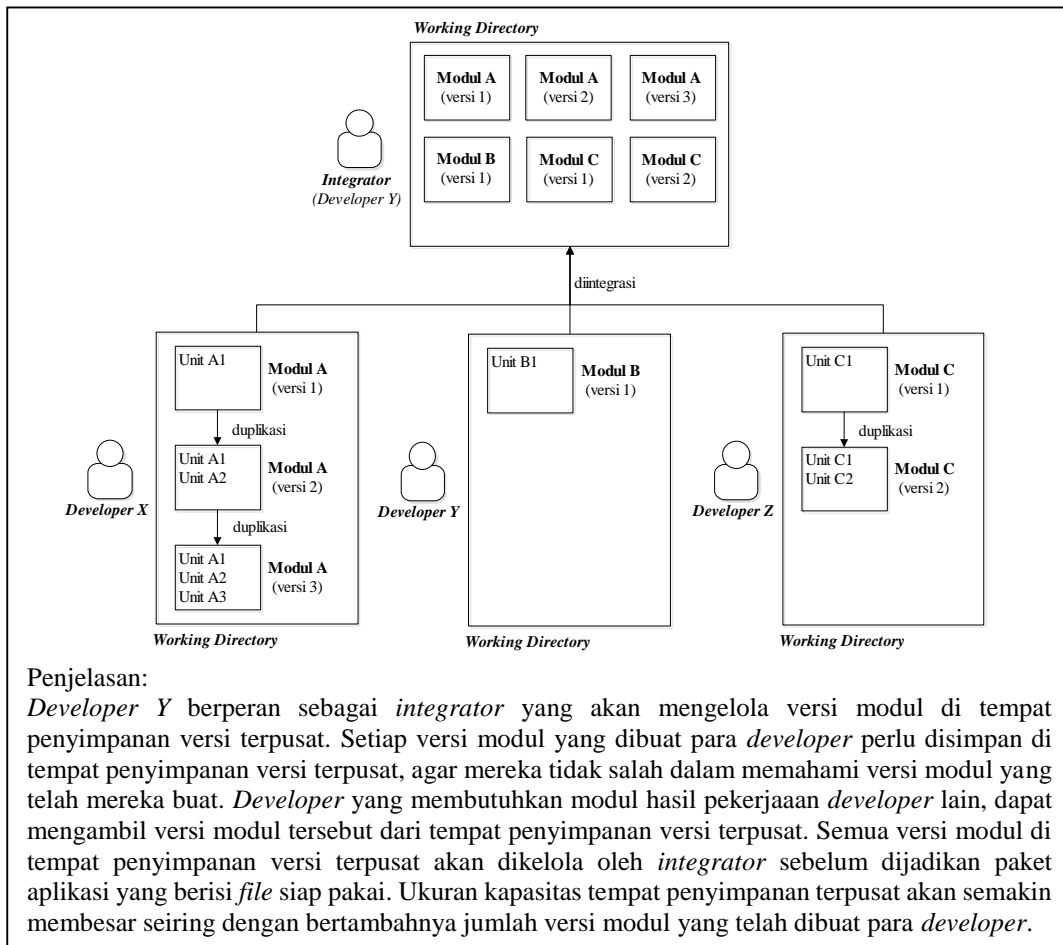 Working Directory
Modul A
(versi 1)
Modul A
(versi 2)
Modul A
(versi 3)
Modul B
(versi 1)
Modul C
(versi 1)
Modul C
(versi 2)
Integrator
(Developer Y)
diintegrasi
Unit A1
Modul A
(versi 1)
duplikasi
Unit A1
Unit A2
Modul A
(versi 2)
duplikasi
Unit A1
Unit A2
Unit A3
Modul A
(versi 3)
Developer X
Working Directory
Unit B1
Modul B
(versi 1)
Developer Y
Working Directory
Unit C1
Modul C
(versi 1)
duplikasi
Unit C1
Unit C2
Modul C
(versi 2)
Developer Z
Working Directory
Penjelasan:
Developer Y berperan sebagai integrator yang akan mengelola versi modul di tempat
penyimpanan versi terpusat. Setiap versi modul yang dibuat para developer perlu disimpan di
tempat penyimpanan versi terpusat, agar mereka tidak salah dalam memahami versi modul yang
telah mereka buat. Developer yang membutuhkan modul hasil pekerjaaan developer lain, dapat
mengambil versi modul tersebut dari tempat penyimpanan versi terpusat. Semua versi modul di
tempat penyimpanan versi terpusat akan dikelola oleh integrator sebelum dijadikan paket
aplikasi yang berisi file siap pakai. Ukuran kapasitas tempat penyimpanan terpusat akan semakin
membesar seiring dengan bertambahnya jumlah versi modul yang telah dibuat para developer.